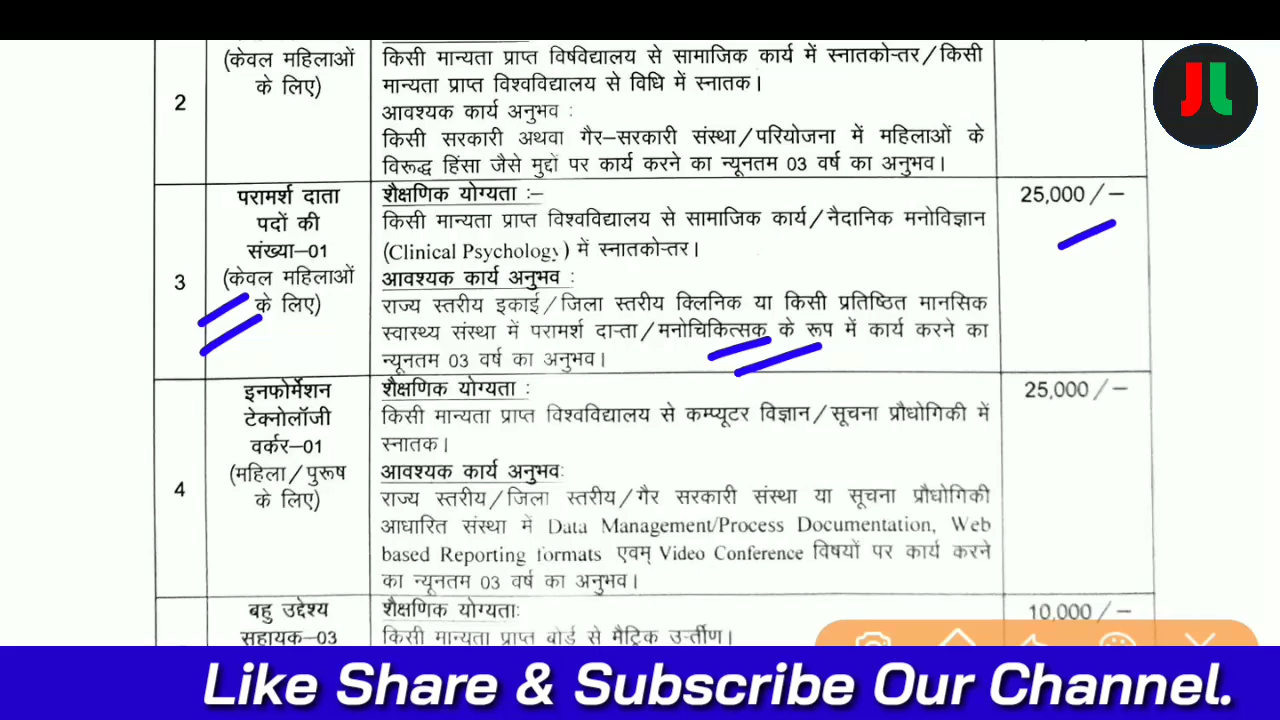 2
(केवल महिलाओं
के लिए)
किसी मान्यता प्राप्त विषविद्यालय से सामाजिक कार्य में स्नातकोत्तर/किसी
मान्यता प्राप्त विश्वविद्यालय से विधि में स्नातक।
आवश्यक कार्य अनुभव :
किसी सरकारी अथवा गैर–सरकारी संस्था/परियोजना में महिलाओं के
विरूद्ध हिंसा जैसे मुद्दों पर कार्य करने का न्यूनतम 03 वर्ष का अनुभव।
3
परामर्श दाता
पदों की
संख्या–01
(केवल महिलाओं
के लिए)
शैक्षणिक योग्यता :–
किसी मान्यता प्राप्त विश्वविद्यालय से सामाजिक कार्य/नैदानिक मनोविज्ञान
(Clinical Psychology) में स्नातकोत्तर।
आवश्यक कार्य अनुभव :
राज्य स्तरीय इकाई/जिला स्तरीय क्लिनिक या किसी प्रतिष्ठित मानसिक
स्वास्थ्य संस्था में परामर्श दात्ता/मनोचिकित्सक के रूप में कार्य करने का
न्यूनतम 03 वर्ष का अनुभव।
25,000/–
4
इनफोर्मेशन
टेक्नोलॉजी
वर्कर–01
(महिला/पुरूष
के लिए)
शैक्षणिक योग्यता :
किसी मान्यता प्राप्त विश्वविद्यालय से कम्प्यूटर विज्ञान/सूचना प्रौधोगिकी में
स्नातक।
आवश्यक कार्य अनुभवः
राज्य स्तरीय/जिला स्तरीय/गैर सरकारी संस्था या सूचना प्रौधोगिकी
आधारित संस्था में Data Management/Process Documentation, Web
based Reporting formats एवम् Video Conference विषयों पर कार्य करने
का न्यूनतम 03 वर्ष का अनुभव।
25,000/–
बहु उद्देश्य
सहायक–03
शैक्षणिक योग्यताः
किसी मान्यता प्राप्त बोर्ड से मैट्रिक उर्त्तीण।
10,000/–
JL
Like Share & Subscribe Our Channel.